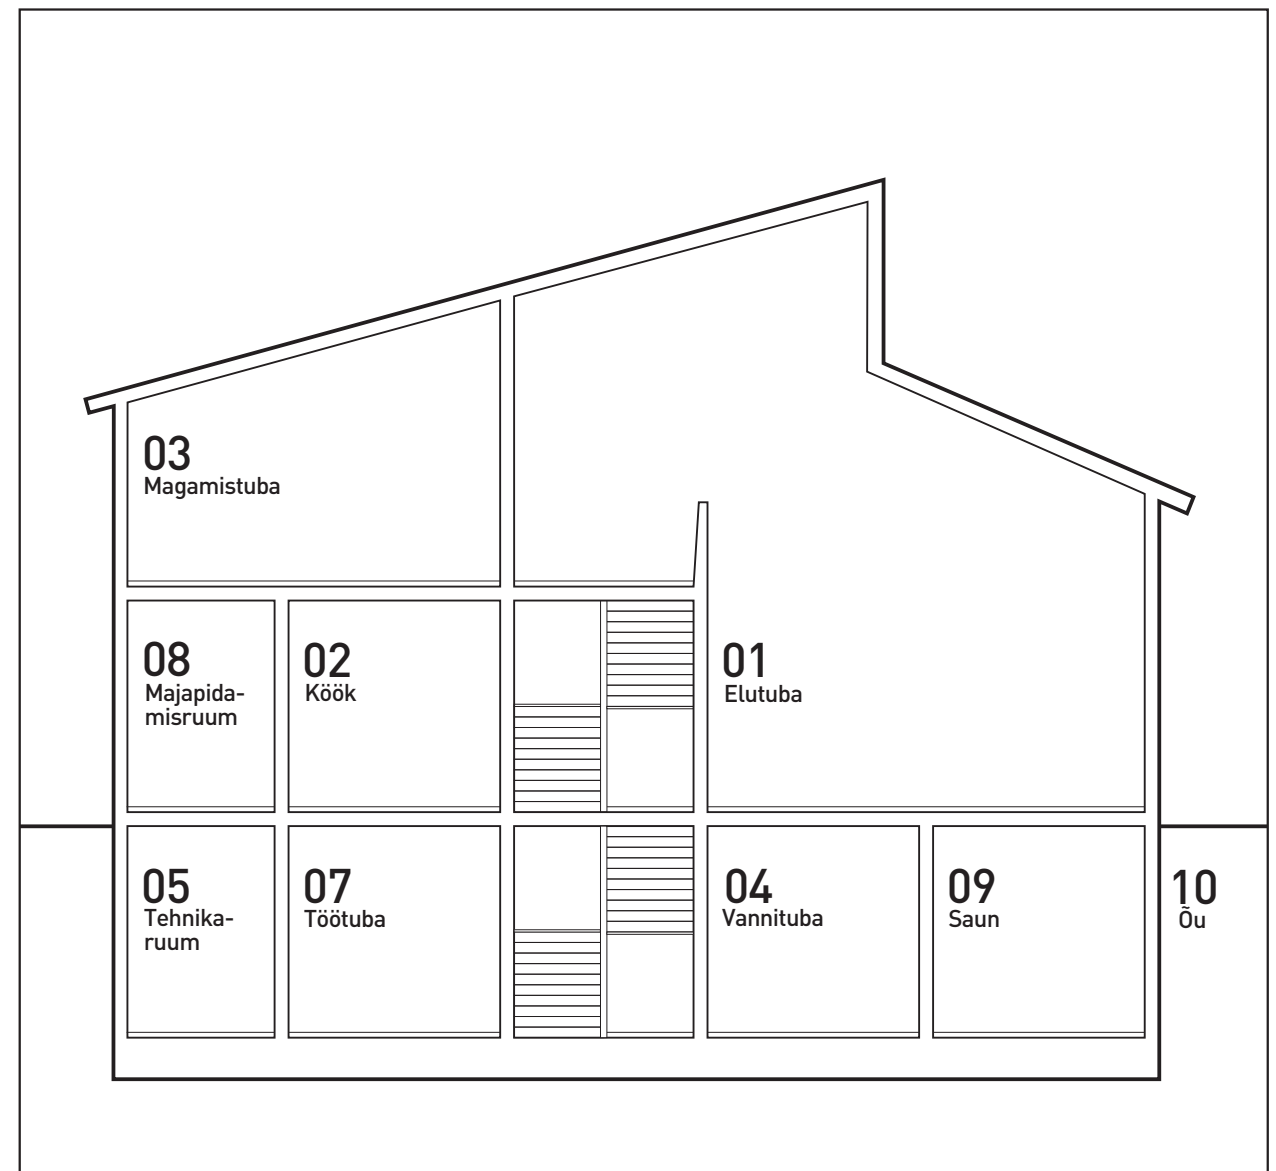 03
Magamistuba
08
Majapida-
misruum
02
Köök
01
Elutuba
05
Tehnika-
ruum
07
Töötuba
04
Vannituba
09
Saun
10
Õu